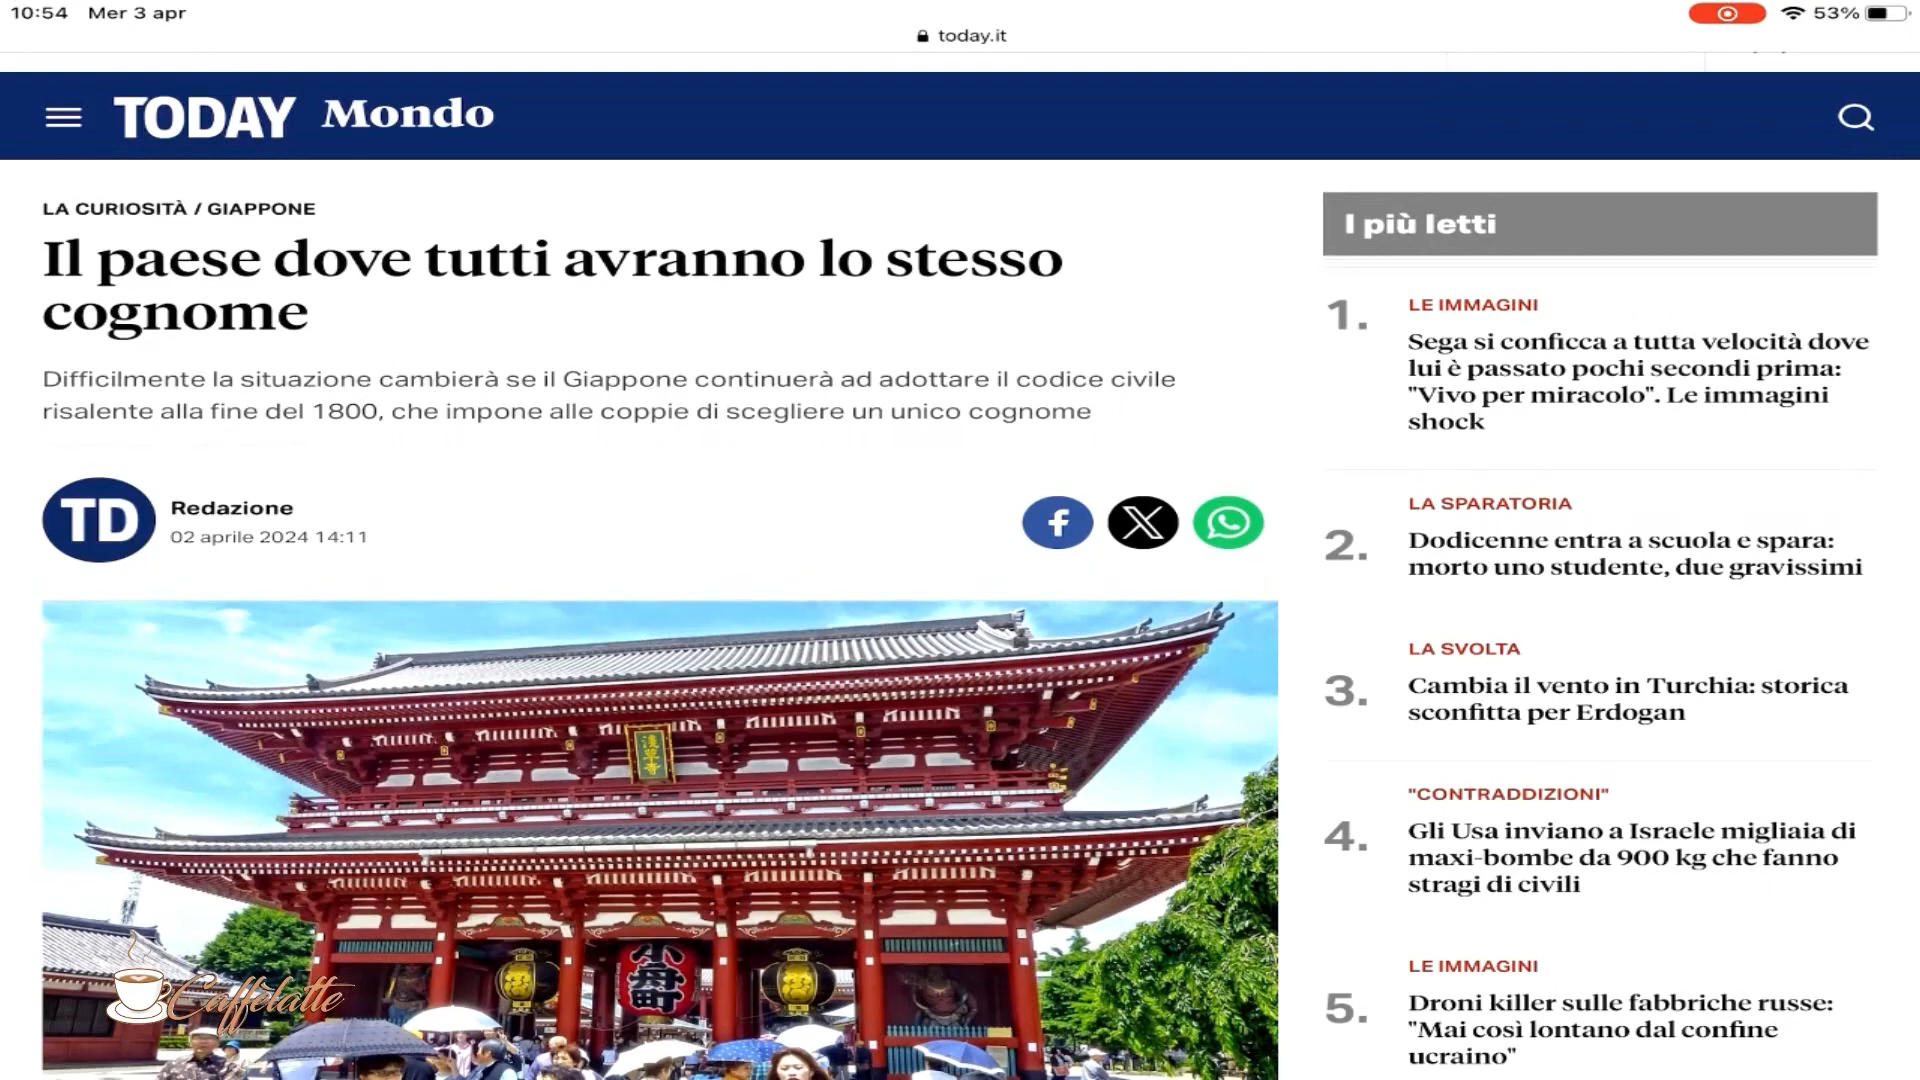 10:54 Mer 3 apr
53%
today.it
TODAY Mondo
LA CURIOSITÀ / GIAPPONE
Il paese dove tutti avranno lo stesso
cognome
Difficilmente la situazione cambierà se il Giappone continuerà ad adottare il codice civile
risalente alla fine del 1800, che impone alle coppie di scegliere un unico cognome
TD
Redazione
02 aprile 2024 14:11
浅草寺
小舟町
Caffelatte
I più letti
1.
LE IMMAGINI
Sega si conficca a tutta velocità dove
lui è passato pochi secondi prima:
"Vivo per miracolo". Le immagini
shock
2.
LA SPARATORIA
Dodicenne entra a scuola e spara:
morto uno studente, due gravissimi
3.
LA SVOLTA
Cambia il vento in Turchia: storica
sconfitta per Erdogan
4.
"CONTRADDIZIONI"
Gli Usa inviano a Israele migliaia di
maxi-bombe da 900 kg che fanno
stragi di civili
5.
LE IMMAGINI
Droni killer sulle fabbriche russe:
"Mai così lontano dal confine
ucraino"